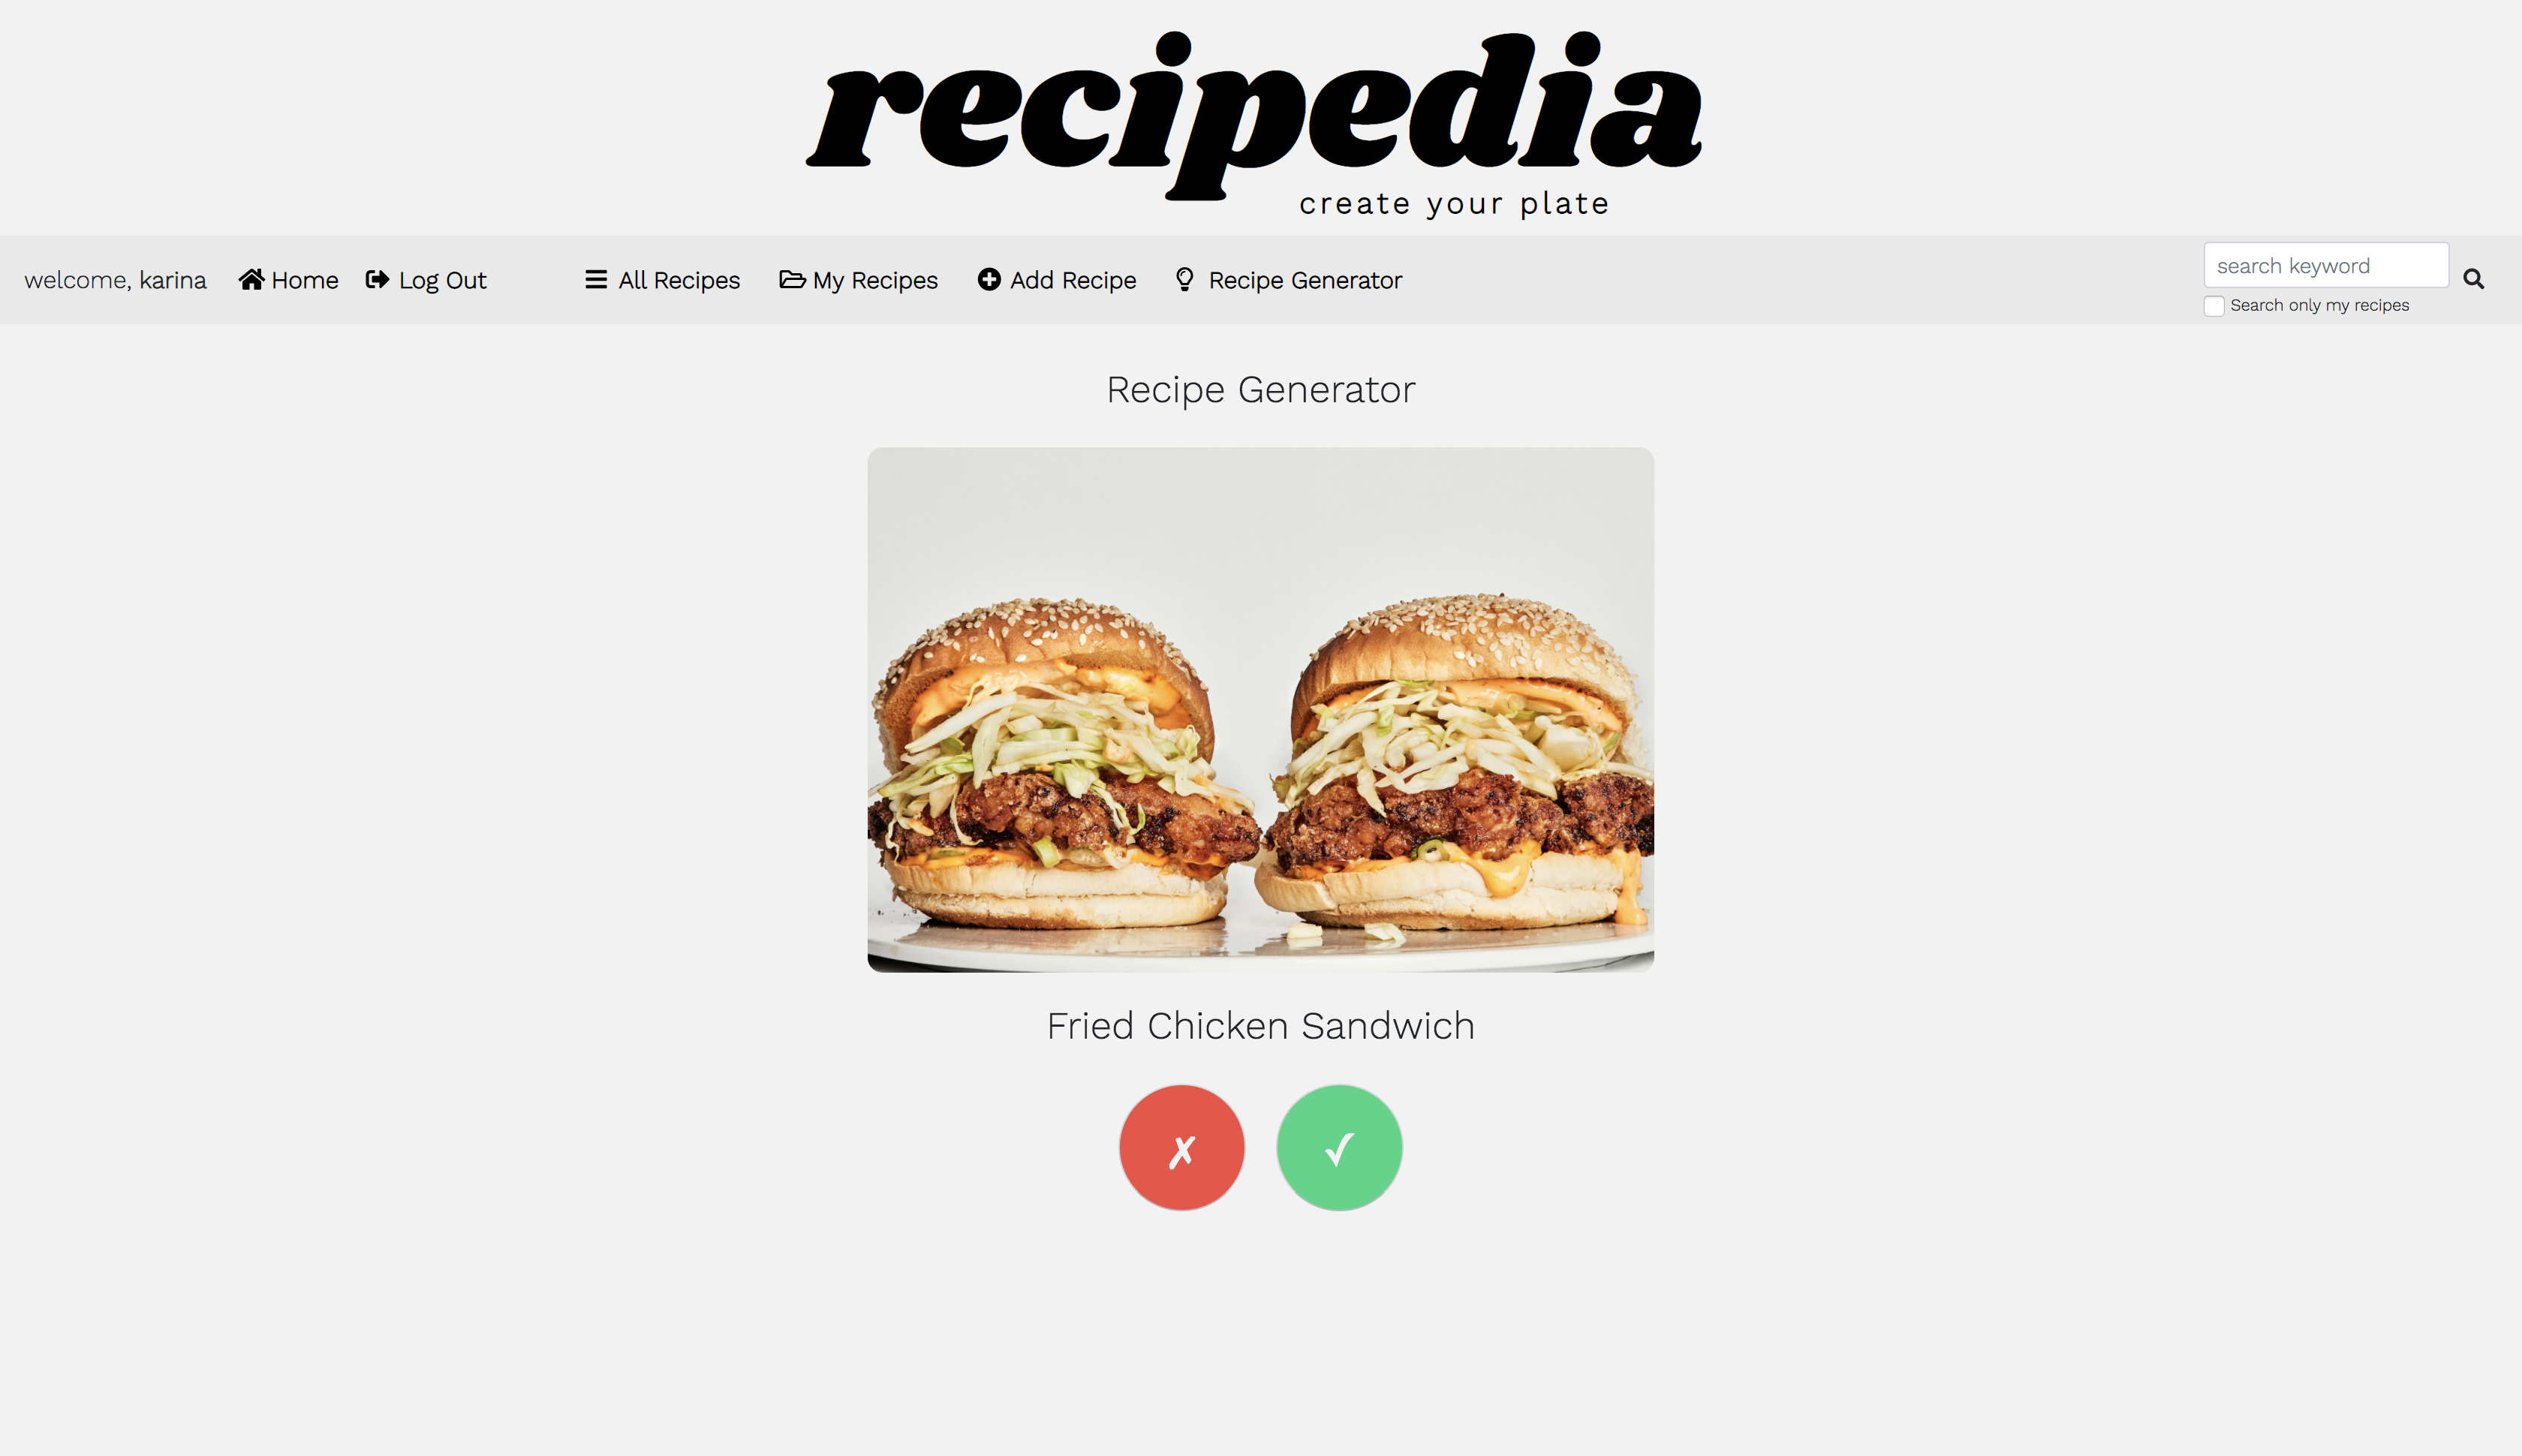 recipedia
create your plate
welcome, karina Home Log Out All Recipes My Recipes Add Recipe Recipe Generator search keyword
Search only my recipes
Recipe Generator
Fried Chicken Sandwich
✗ ✓